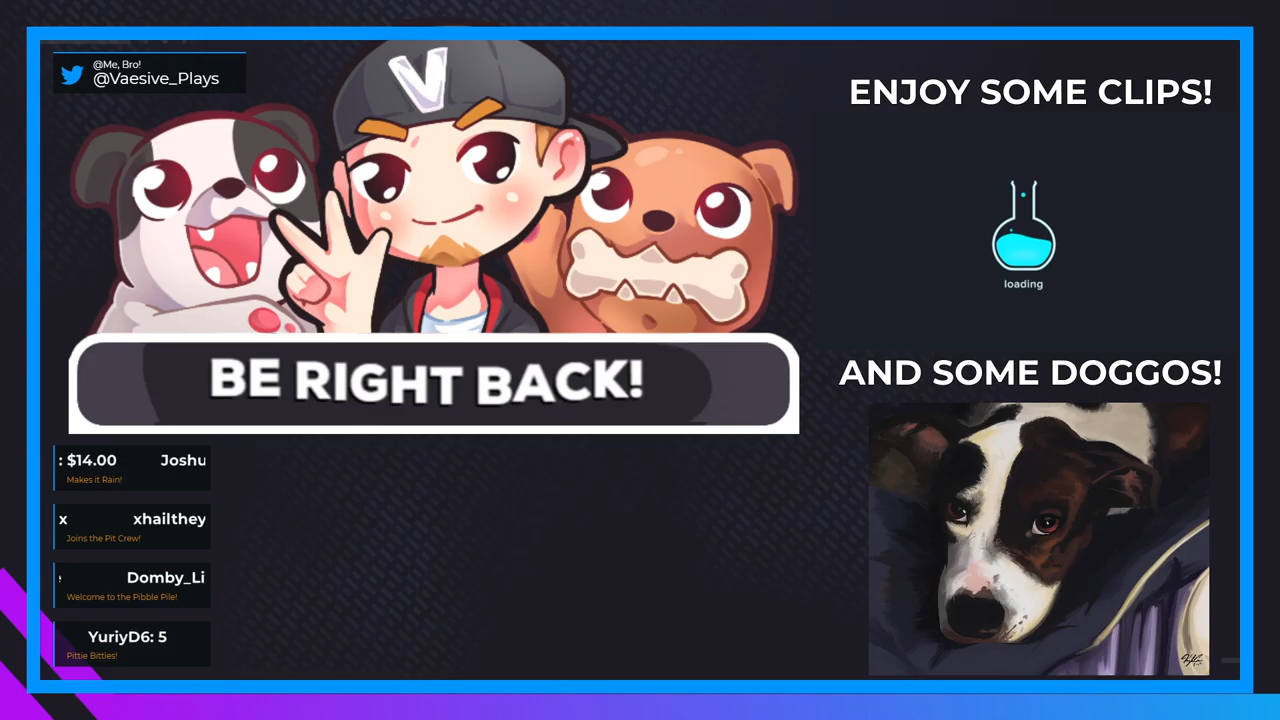 @Me, Bro!
@Vaesive_Plays
V
BE RIGHT BACK!
ENJOY SOME CLIPS!
loading
AND SOME DOGGOS!
: $14.00 Joshu
Makes it Rain!
x xhailthey
Joins the Pit Crew!
Domby_Li
Welcome to the Pibble Pile!
YuriyD6: 5
Pittie Bitties!